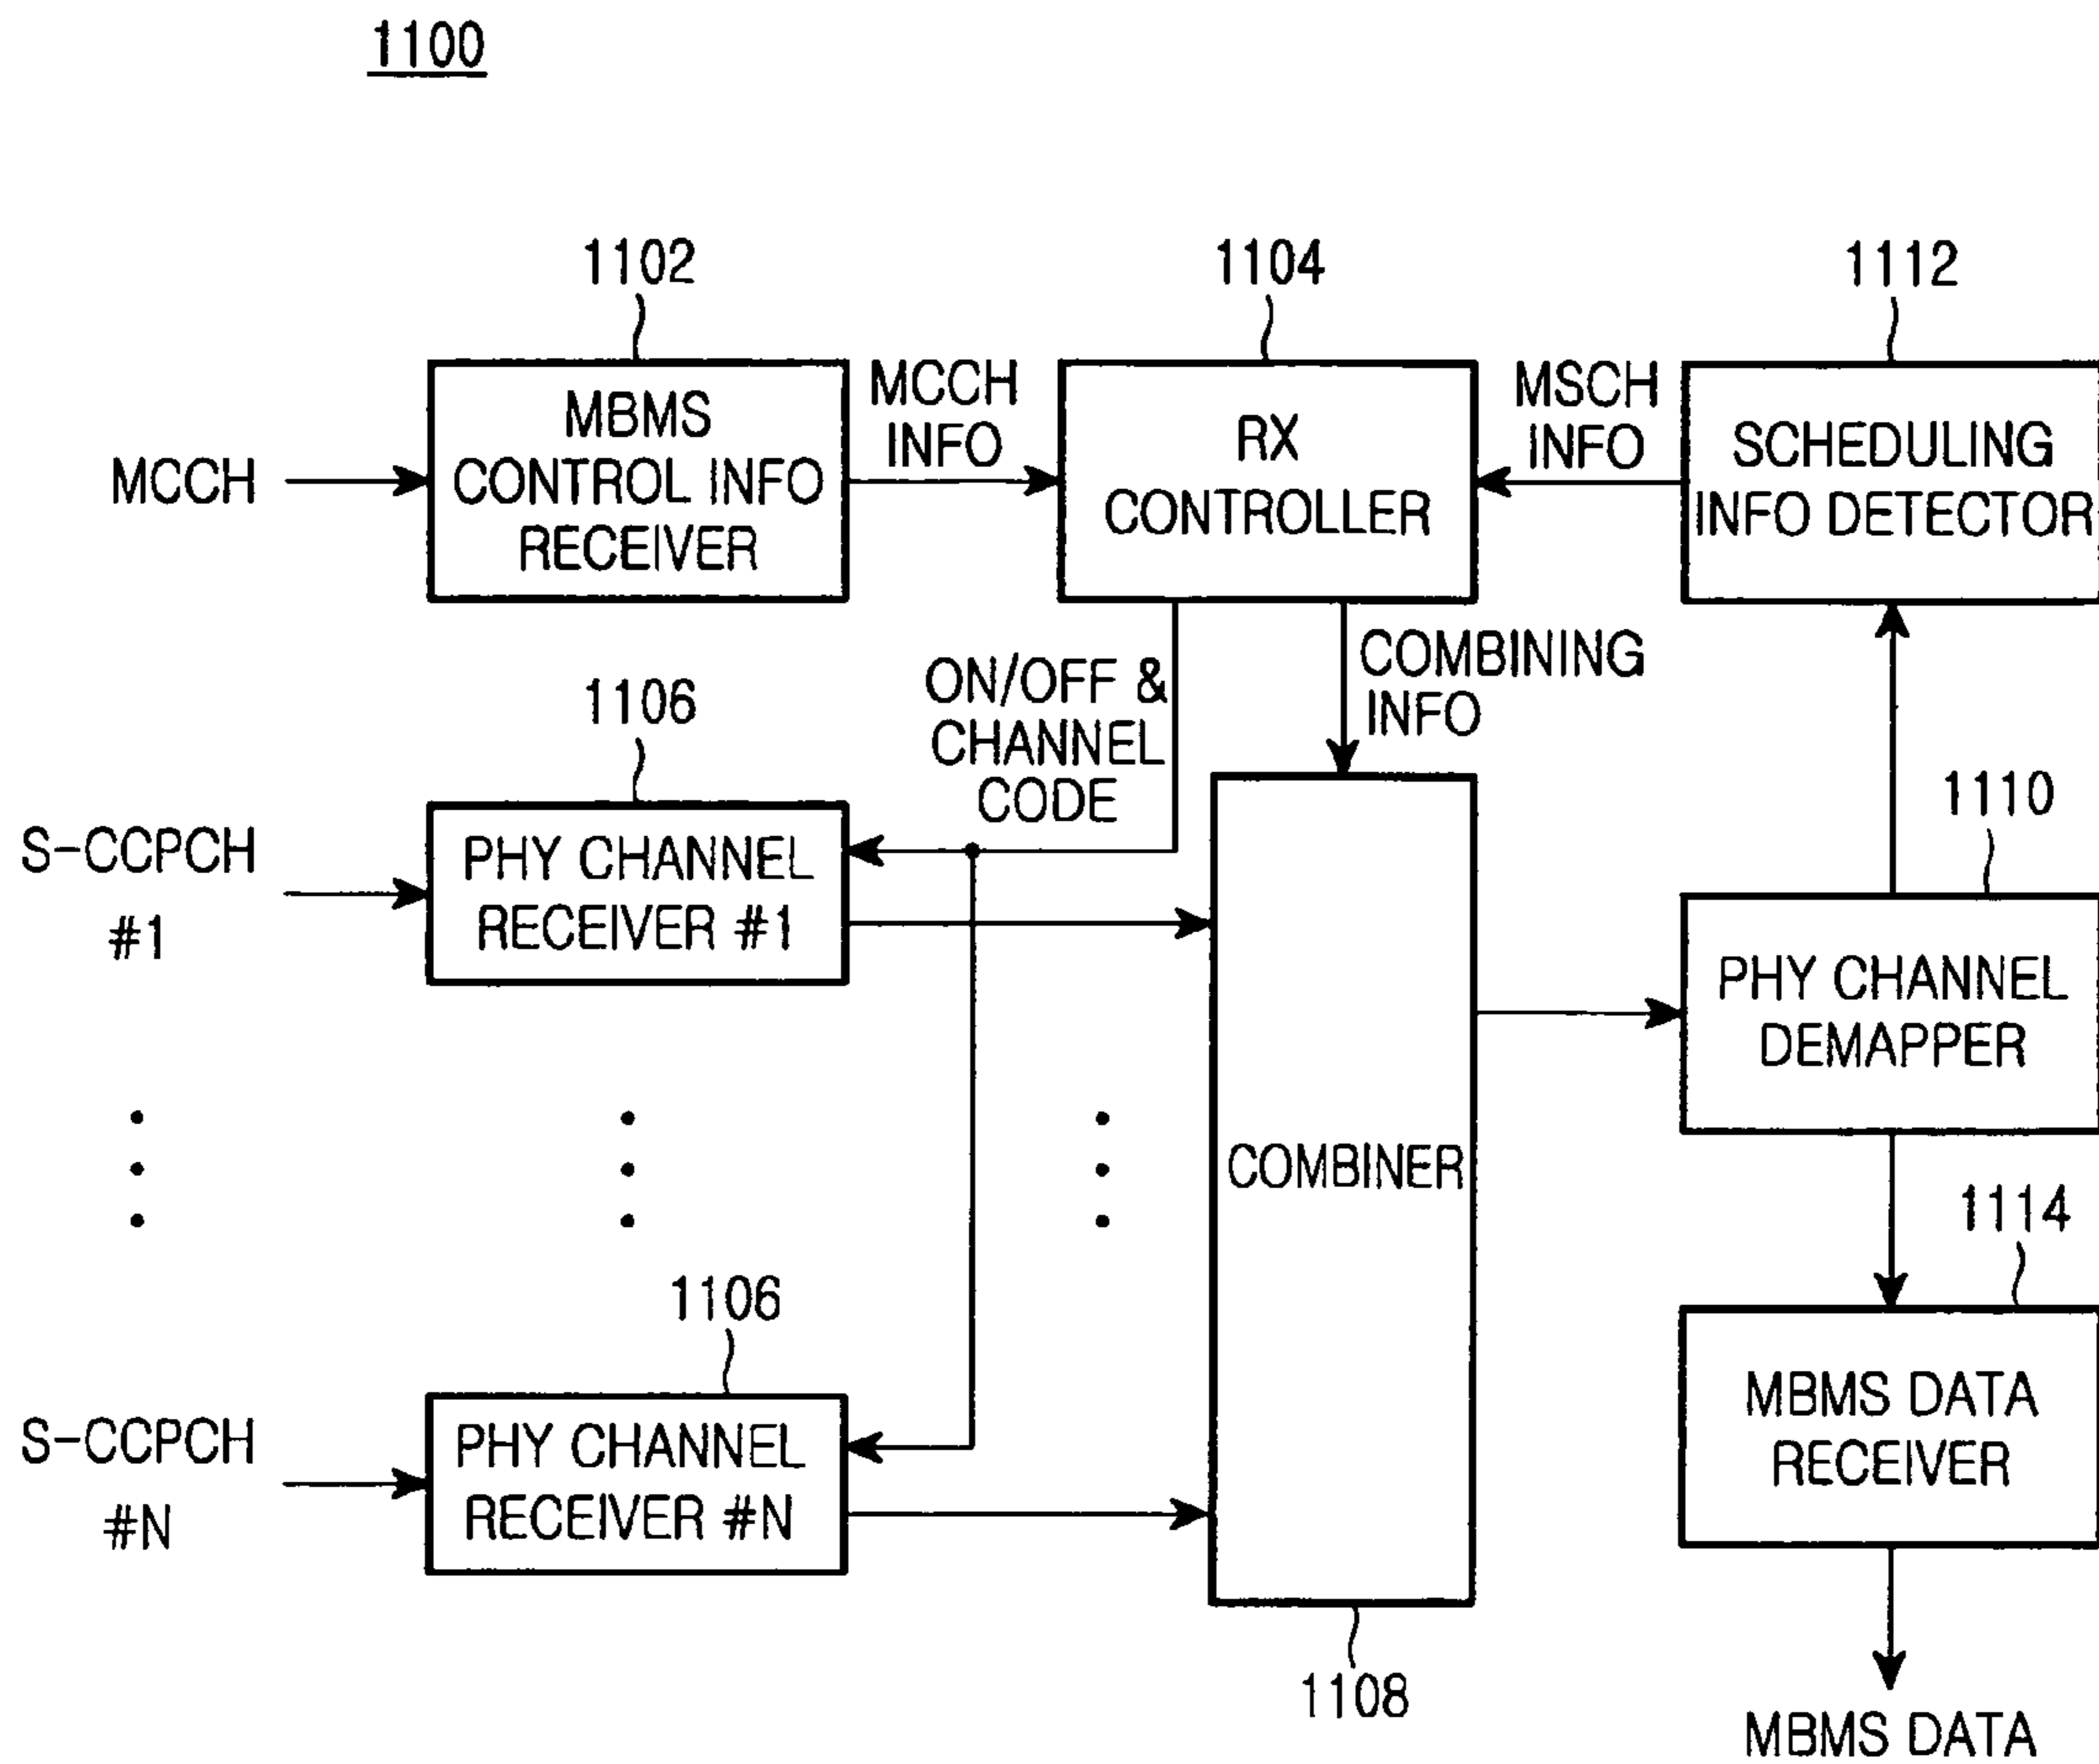 1100
1102
1104
1112
MCCH
MBMS
CONTROL INFO
RECEIVER
MCCH
INFO
RX
CONTROLLER
MSCH
INFO
SCHEDULING
INFO DETECTOR
ON/OFF &
CHANNEL
CODE
COMBINING
INFO
1106
1110
S-CCPCH
#1
PHY CHANNEL
RECEIVER #1
PHY CHANNEL
DEMAPPER
COMBINER
1114
1106
S-CCPCH
#N
PHY CHANNEL
RECEIVER #N
MBMS DATA
RECEIVER
1108
MBMS DATA